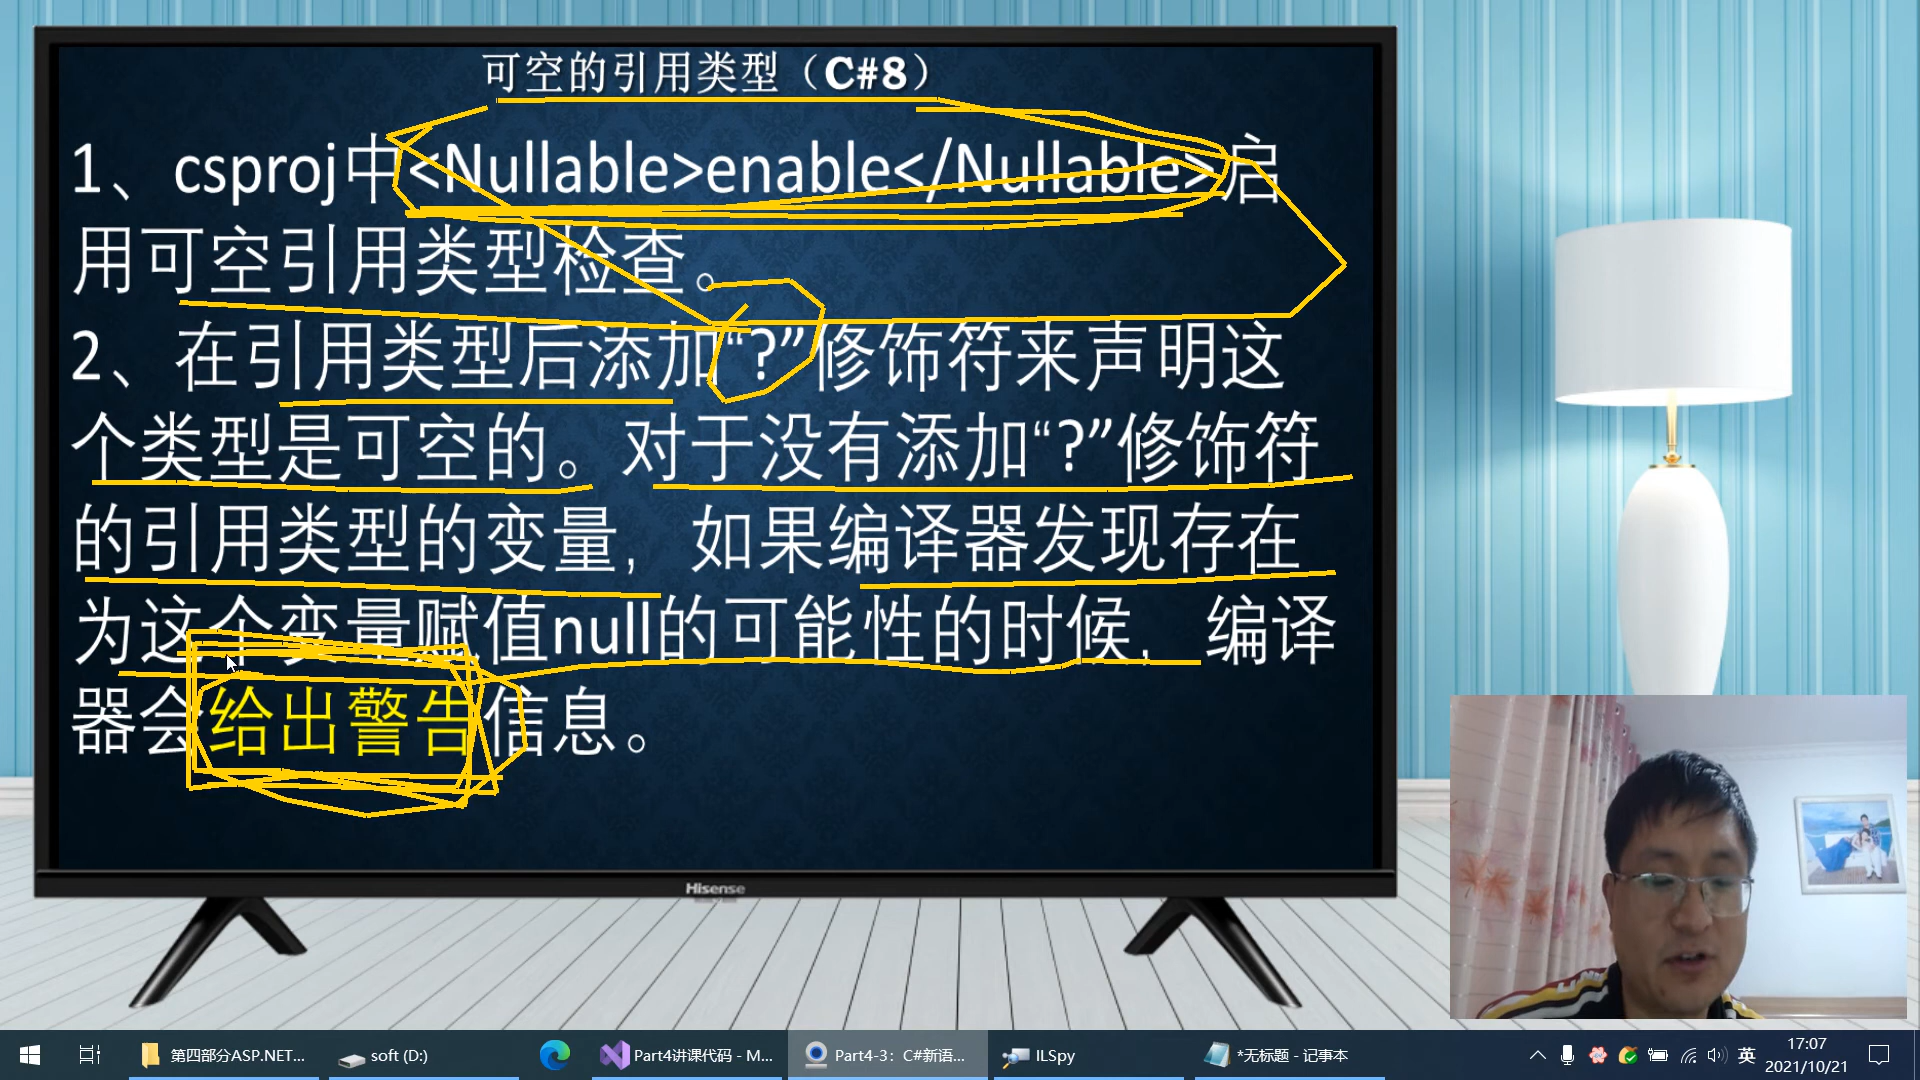 可空的引用类型（C#8）
1、csproj中<Nullable>enable</Nullable>启
用可空引用类型检查。
2、在引用类型后添加“?”修饰符来声明这
个类型是可空的。对于没有添加“?”修饰符
的引用类型的变量，如果编译器发现存在
为这个变量赋值null的可能性的时候，编译
器会给出警告信息。
Hisense
第四部分ASP.NET...
soft (D:)
Part4讲课代码 - M...
Part4-3：C#新语...
ILSpy
*无标题 - 记事本
英
17:07
2021/10/21